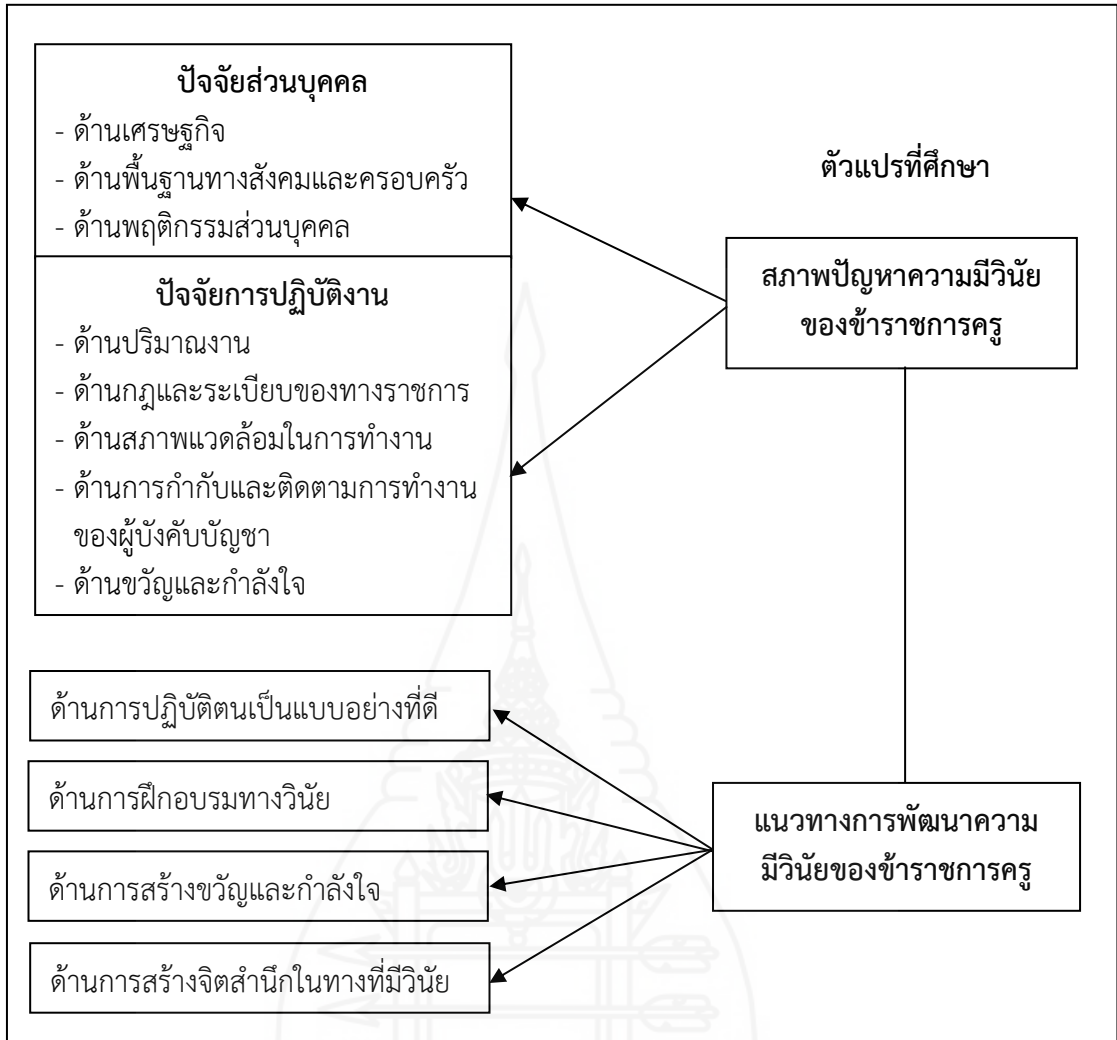 ปัจจัยส่วนบุคคล
- ด้านเศรษฐกิจ
- ด้านพื้นฐานทางสังคมและครอบครัว
- ด้านพฤติกรรมส่วนบุคคล
ปัจจัยการปฏิบัติงาน
- ด้านปริมาณงาน
- ด้านกฎและระเบียบของทางราชการ
- ด้านสภาพแวดล้อมในการทำงาน
- ด้านการกำกับและติดตามการทำงาน
ของผู้บังคับบัญชา
- ด้านขวัญและกำลังใจ
ตัวแปรที่ศึกษา
สภาพปัญหาความมีวินัย
ของข้าราชการครู
ด้านการปฏิบัติตนเป็นแบบอย่างที่ดี
ด้านการฝึกอบรมทางวินัย
ด้านการสร้างขวัญและกำลังใจ
ด้านการสร้างจิตสำนึกในทางที่มีวินัย
แนวทางการพัฒนาความ
มีวินัยของข้าราชการครู